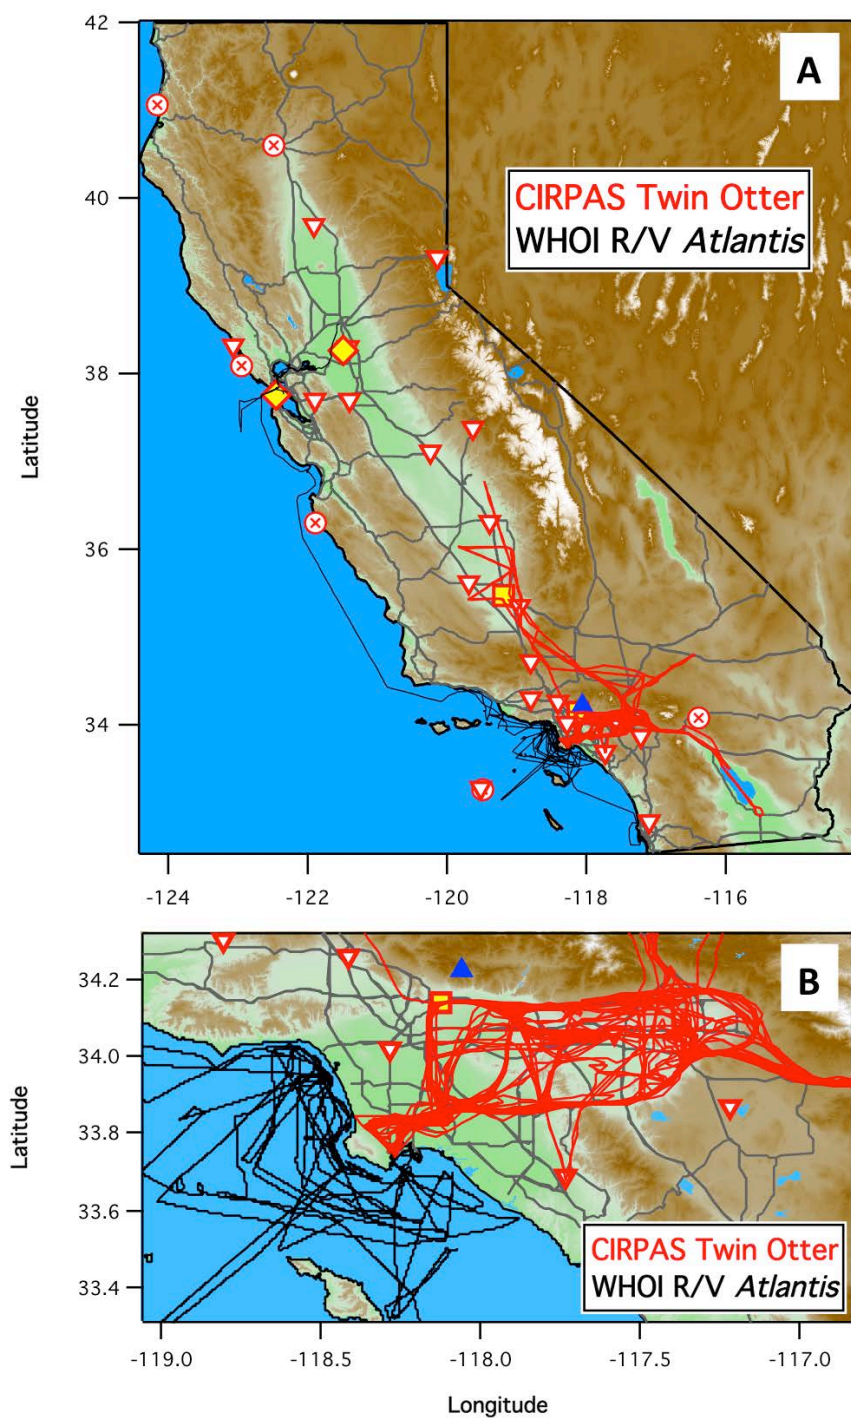 A
CIRPAS Twin Otter
WHOI R/V Atlantis
Latitude
42
40
38
36
34
-124
-122
-120
-118
-116
B
Latitude
34.2
34.0
33.8
33.6
33.4
CIRPAS Twin Otter
WHOI R/V Atlantis
-119.0
-118.5
-118.0
-117.5
-117.0
Longitude